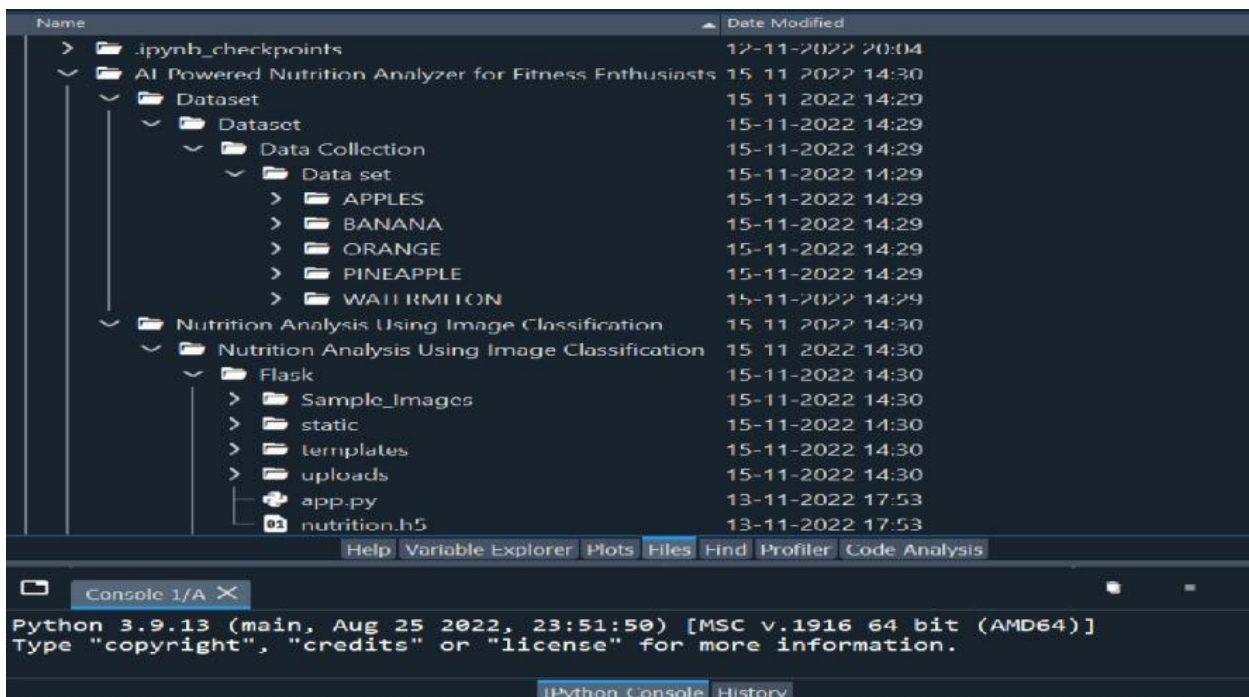 Name Date Modified
.ipynb_checkpoints 12-11-2022 20:04
AI Powered Nutrition Analyzer for Fitness Enthusiasts 15 11 2022 14:30
Dataset 15 11 2022 14:29
Dataset 15-11-2022 14:29
Data Collection 15-11-2022 14:29
Data set 15-11-2022 14:29
APPLES 15-11-2022 14:29
BANANA 15-11-2022 14:29
ORANGE 15-11-2022 14:29
PINEAPPLE 15-11-2022 14:29
WATERMELON 15-11-2022 14:29
Nutrition Analysis Using Image Classification 15 11 2022 14:30
Nutrition Analysis Using Image Classification 15 11 2022 14:30
Flask 15-11-2022 14:30
Sample_Images 15-11-2022 14:30
static 15-11-2022 14:30
templates 15-11-2022 14:30
uploads 15-11-2022 14:30
app.py 13-11-2022 17:53
01 nutrition.h5 13-11-2022 17:53
Help Variable Explorer Plots Files Find Profiler Code Analysis
Console 1/A X
Python 3.9.13 (main, Aug 25 2022, 23:51:50) [MSC v.1916 64 bit (AMD64)]
Type "copyright", "credits" or "license" for more information.
IPython Console History